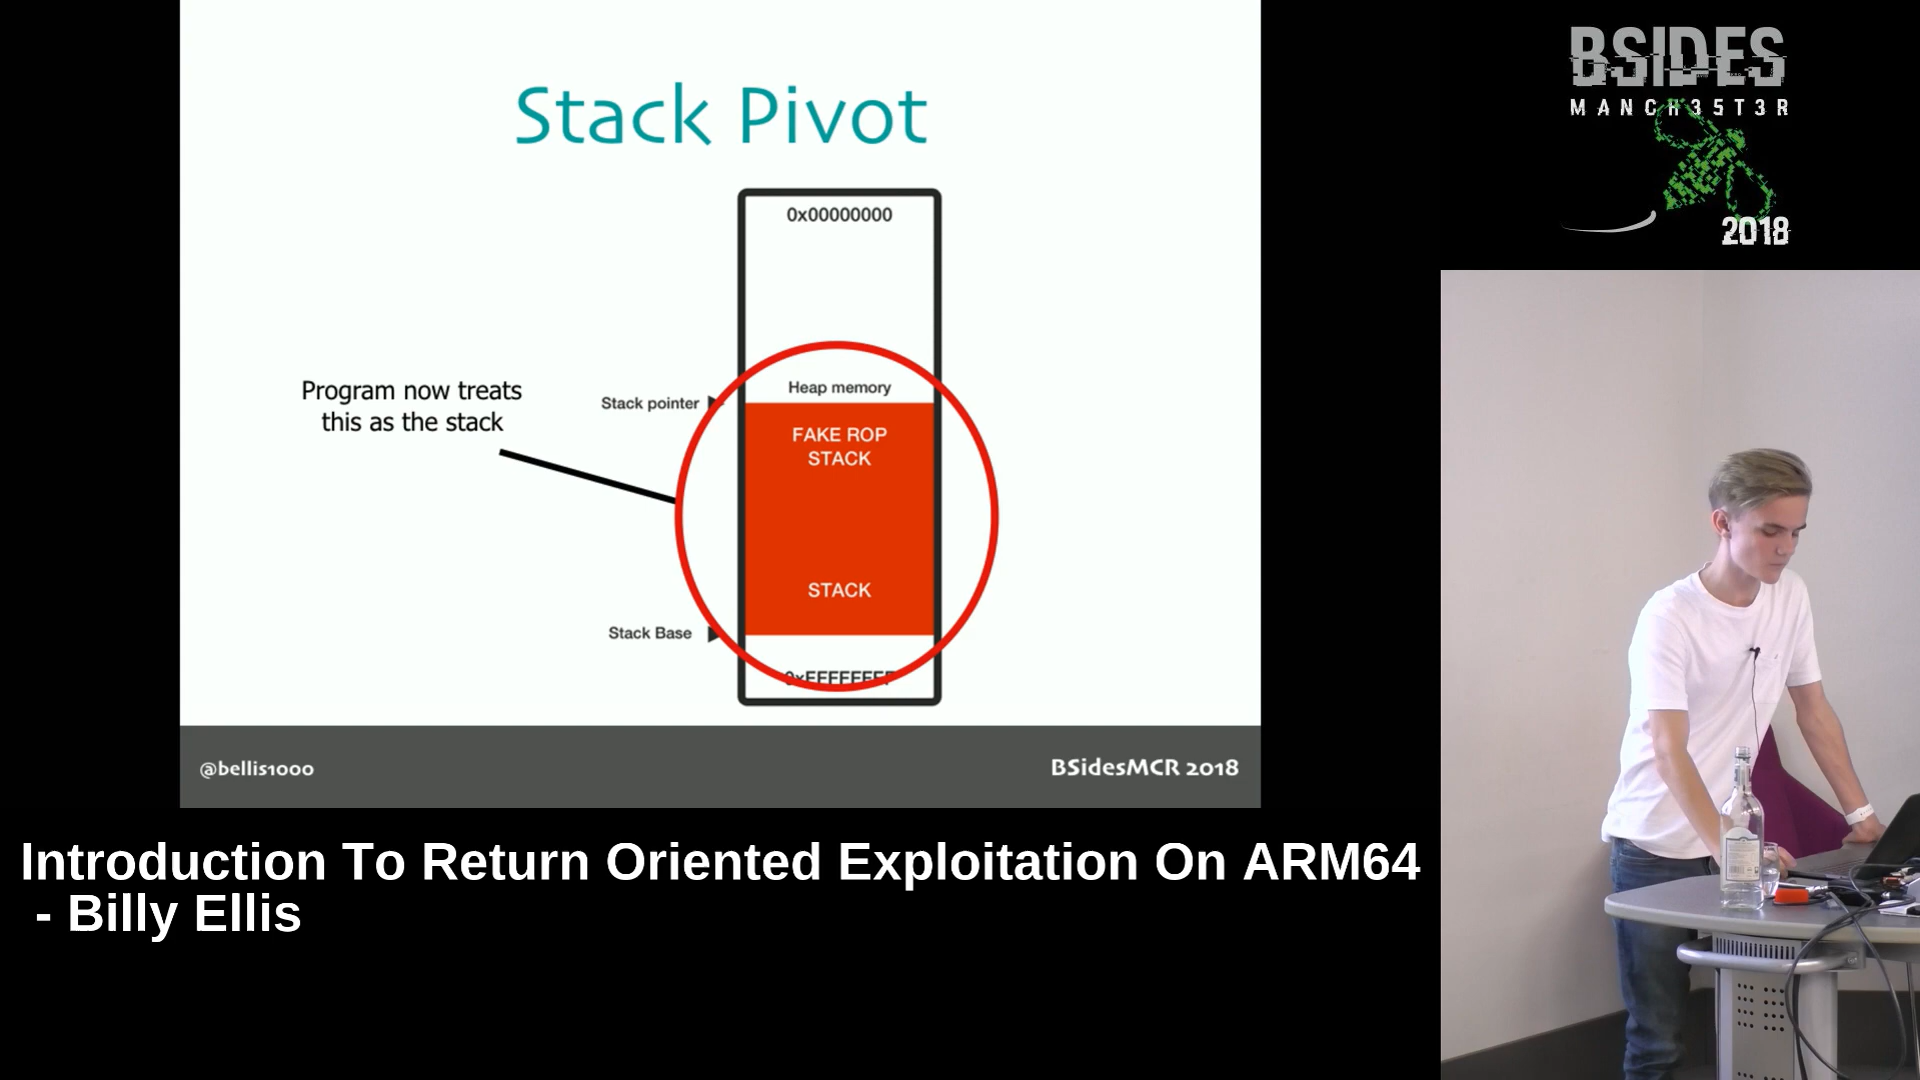 Stack Pivot
0x00000000
Heap memory
Stack pointer
Program now treats
this as the stack
FAKE ROP
STACK
STACK
Stack Base
0xFFFFFFFF
@bellis1000
BSidesMCR 2018
BSIDES
MANCH35T3R
2018
Introduction To Return Oriented Exploitation On ARM64
- Billy Ellis